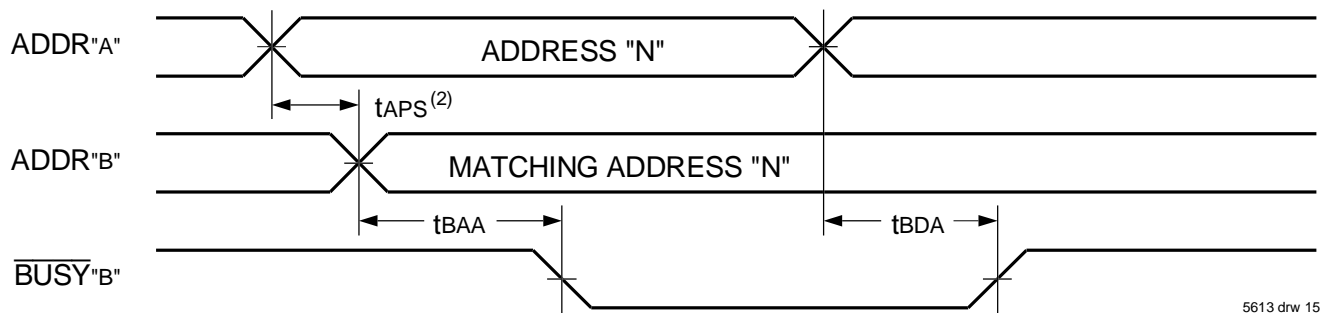 ADDR"A"
ADDRESS "N"
tAPS(2)
ADDR"B"
MATCHING ADDRESS "N"
tBAA
tBDA
BUSY"B"
5613 drw 15